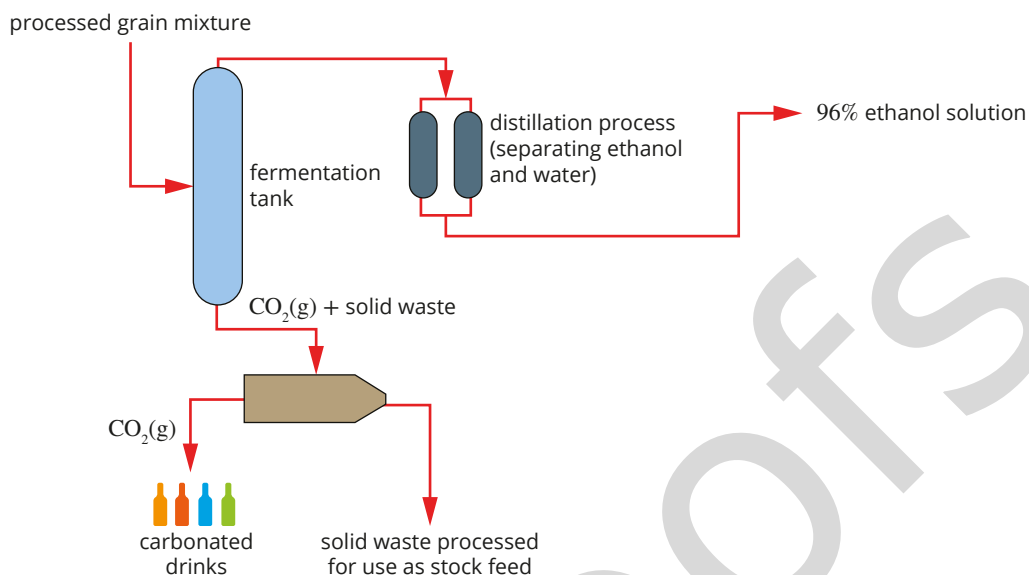 processed grain mixture
fermentation
tank
distillation process
(separating ethanol
and water)
96% ethanol solution
CO₂(g) + solid waste
CO₂(g)
carbonated
drinks
solid waste processed
for use as stock feed